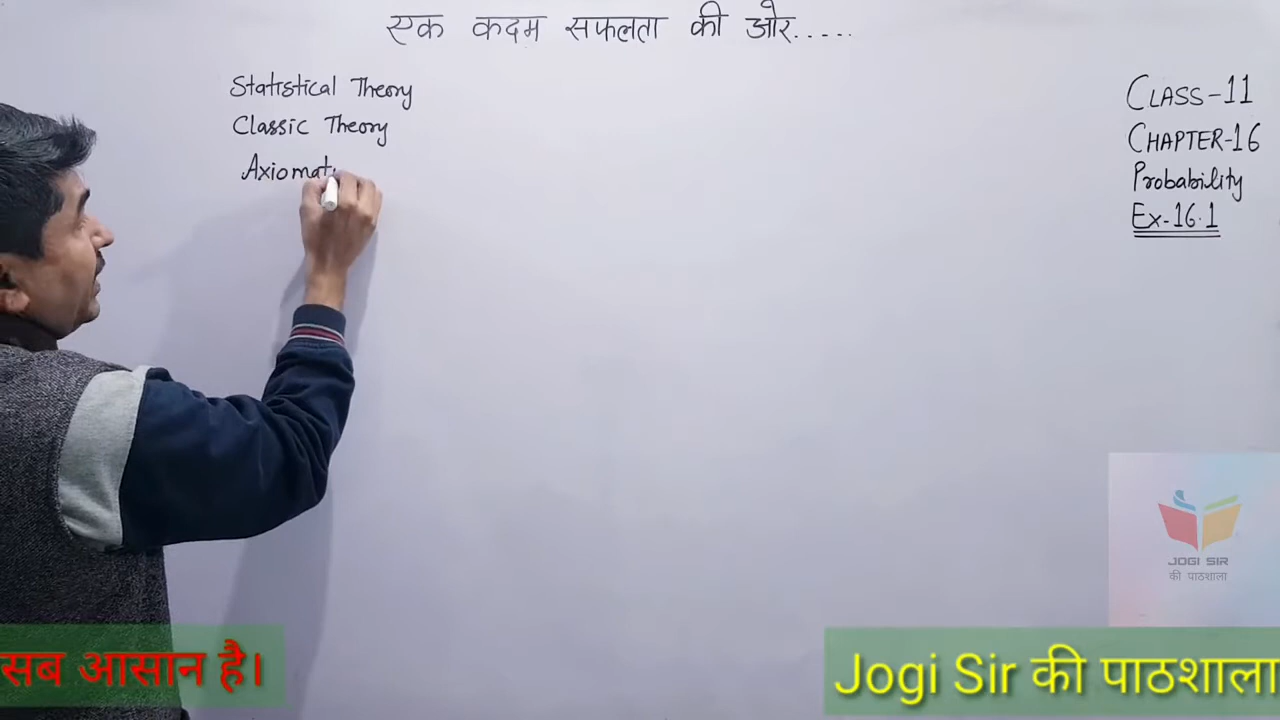 एक कदम सफलता की ओर.....
Statistical Theory
Classic Theory
Axiomati
CLASS-11
CHAPTER-16
Probability
Ex-16.1
JOGI SIR
की पाठशाला
सब आसान है।
Jogi Sir की पाठशाला